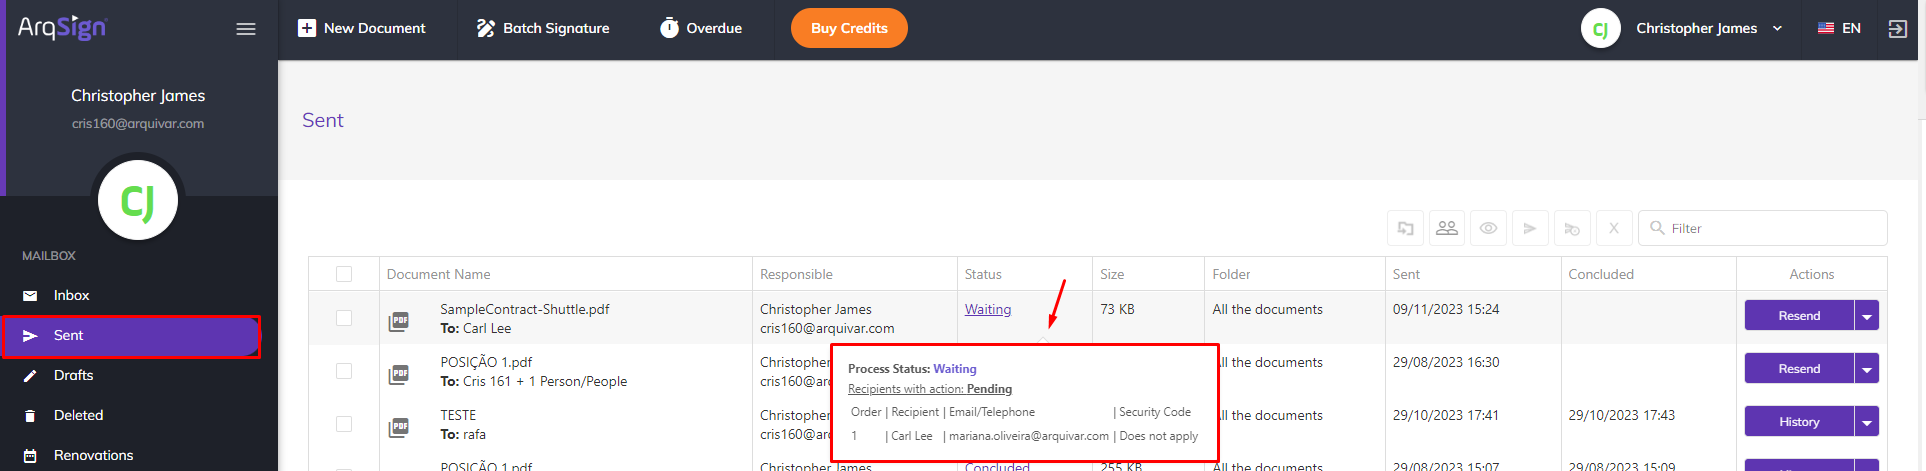 ArqSign
New Document
Batch Signature
Overdue
Buy Credits
CJ
Christopher James
EN
Christopher James
cris160@arquivar.com
CJ
MAILBOX
Inbox
Sent
Drafts
Deleted
Renovations
Sent
X
Filter
Document Name
Responsible
Status
Size
Folder
Sent
Concluded
Actions
PDF
SampleContract-Shuttle.pdf
To: Carl Lee
Christopher James
cris160@arquivar.com
Waiting
73 KB
All the documents
09/11/2023 15:24
Resend
PDF
POSIÇÃO 1.pdf
To: Cris 161 + 1 Person/People
Christopher
cris160@arq
All the documents
29/08/2023 16:30
Resend
PDF
TESTE
To: rafa
Christopher
cris160@arq
All the documents
29/10/2023 17:41
29/10/2023 17:43
History
Process Status: Waiting
Recipients with action: Pending
Order | Recipient | Email/Telephone | Security Code
1 | Carl Lee | mariana.oliveira@arquivar.com | Does not apply
POSIÇÃO 1.pdf
Christopher James
Concluded
255 KB
All the documents
29/08/2023 15:07
29/08/2023 15:09